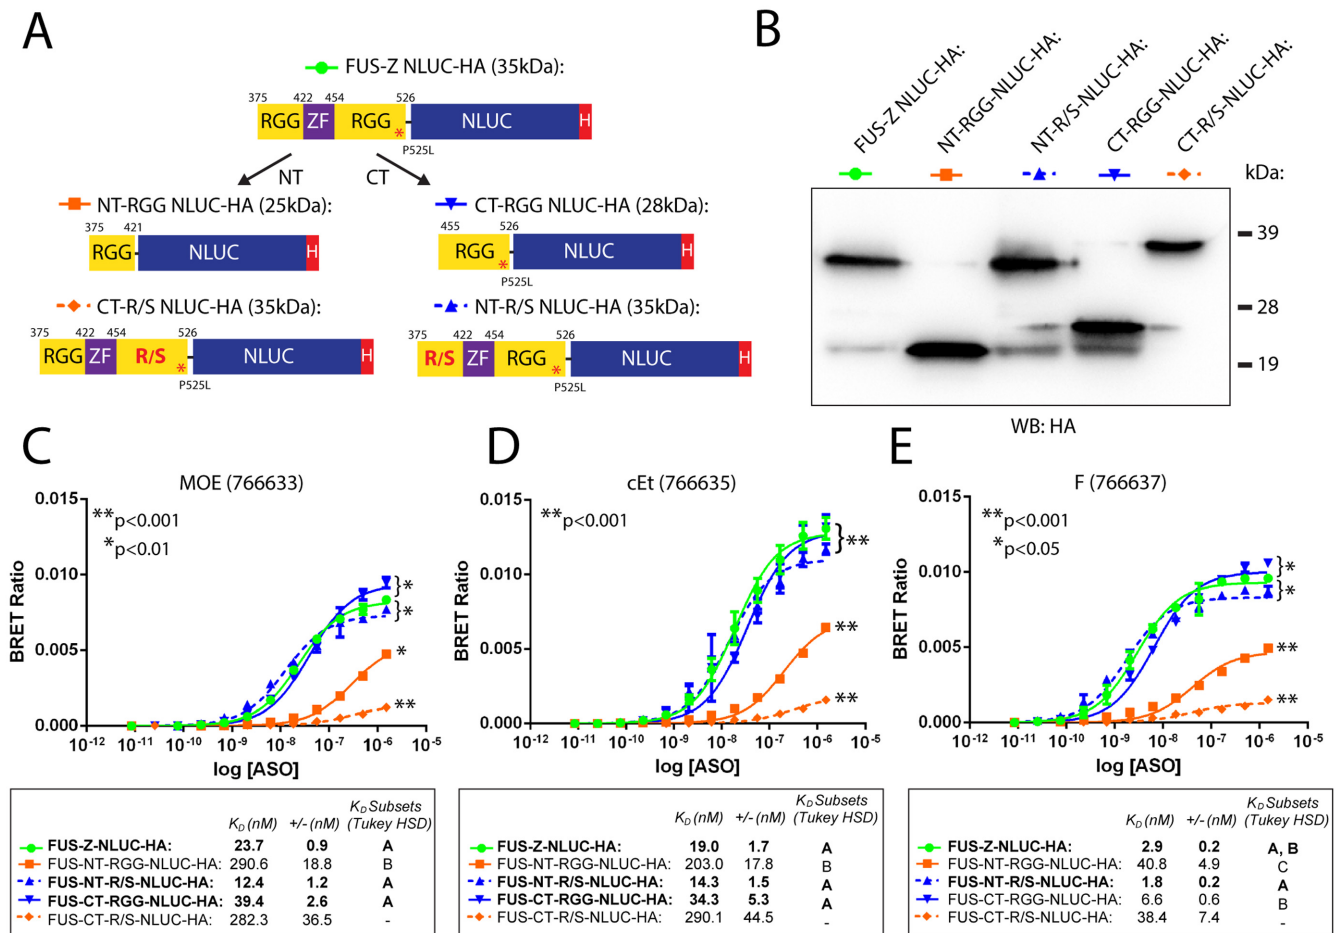 A
FUS-Z NLUC-HA (35kDa):
375 422 454 526
RGG ZF RGG * NLUC H
P525L
NT CT
NT-RGG NLUC-HA (25kDa):
375 421
RGG NLUC H
CT-RGG NLUC-HA (28kDa):
455 526
RGG * NLUC H
P525L
CT-R/S NLUC-HA (35kDa):
375 422 454 526
RGG ZF R/S * NLUC H
P525L
NT-R/S NLUC-HA (35kDa):
375 422 454 526
R/S ZF RGG * NLUC H
P525L
B
FUS-Z NLUC-HA:
NT-RGG-NLUC-HA:
NT-R/S-NLUC-HA:
CT-RGG-NLUC-HA:
CT-R/S-NLUC-HA:
kDa:
39
28
19
WB: HA
C
MOE (766633)
**p<0.001
*p<0.01
BRET Ratio
0.015
0.010
0.005
0.000
} *
} *
*
**
10-12 10-11 10-10 10-9 10-8 10-7 10-6 10-5
log [ASO]
KD (nM) +/- (nM) KD Subsets (Tukey HSD)
FUS-Z-NLUC-HA: 23.7 0.9 A
FUS-NT-RGG-NLUC-HA: 290.6 18.8 B
FUS-NT-R/S-NLUC-HA: 12.4 1.2 A
FUS-CT-RGG-NLUC-HA: 39.4 2.6 A
FUS-CT-R/S-NLUC-HA: 282.3 36.5 -
D
cEt (766635)
**p<0.001
BRET Ratio
0.015
0.010
0.005
0.000
} **
**
**
10-12 10-11 10-10 10-9 10-8 10-7 10-6 10-5
log [ASO]
KD (nM) +/- (nM) KD Subsets (Tukey HSD)
FUS-Z-NLUC-HA: 19.0 1.7 A
FUS-NT-RGG-NLUC-HA: 203.0 17.8 B
FUS-NT-R/S-NLUC-HA: 14.3 1.5 A
FUS-CT-RGG-NLUC-HA: 34.3 5.3 A
FUS-CT-R/S-NLUC-HA: 290.1 44.5 -
E
F (766637)
**p<0.001
*p<0.05
BRET Ratio
0.015
0.010
0.005
0.000
} *
} *
**
**
10-12 10-11 10-10 10-9 10-8 10-7 10-6 10-5
log [ASO]
KD (nM) +/- (nM) KD Subsets (Tukey HSD)
FUS-Z-NLUC-HA: 2.9 0.2 A, B
FUS-NT-RGG-NLUC-HA: 40.8 4.9 C
FUS-NT-R/S-NLUC-HA: 1.8 0.2 A
FUS-CT-RGG-NLUC-HA: 6.6 0.6 B
FUS-CT-R/S-NLUC-HA: 38.4 7.4 -